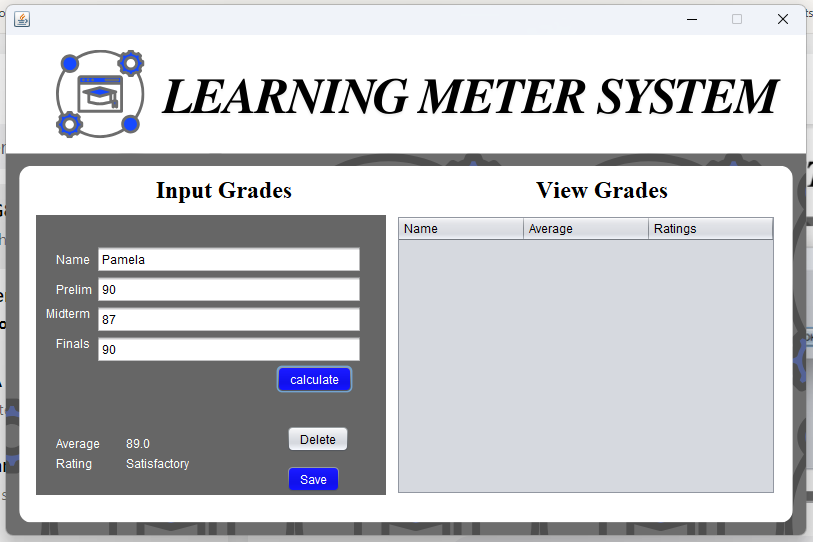 LEARNING METER SYSTEM
Input Grades
Name Pamela
Prelim 90
Midterm 87
Finals 90
calculate
Average 89.0
Rating Satisfactory
Delete
Save
View Grades
Name Average Ratings